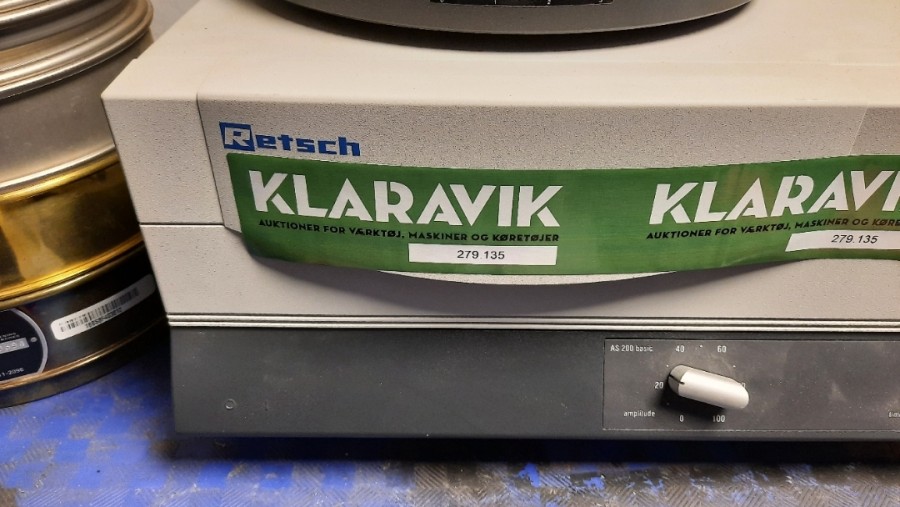 Retsch
KLARAVIK
AUKTIONER FOR VÆRKTØJ, MASKINER OG KØRETØJER
279 135
KLARAVI
AUKTIONER FOR VÆRKTØJ, MASKINER OG KØRE
279 135
AS 200 basic
40
60
20
amplitude
0
100